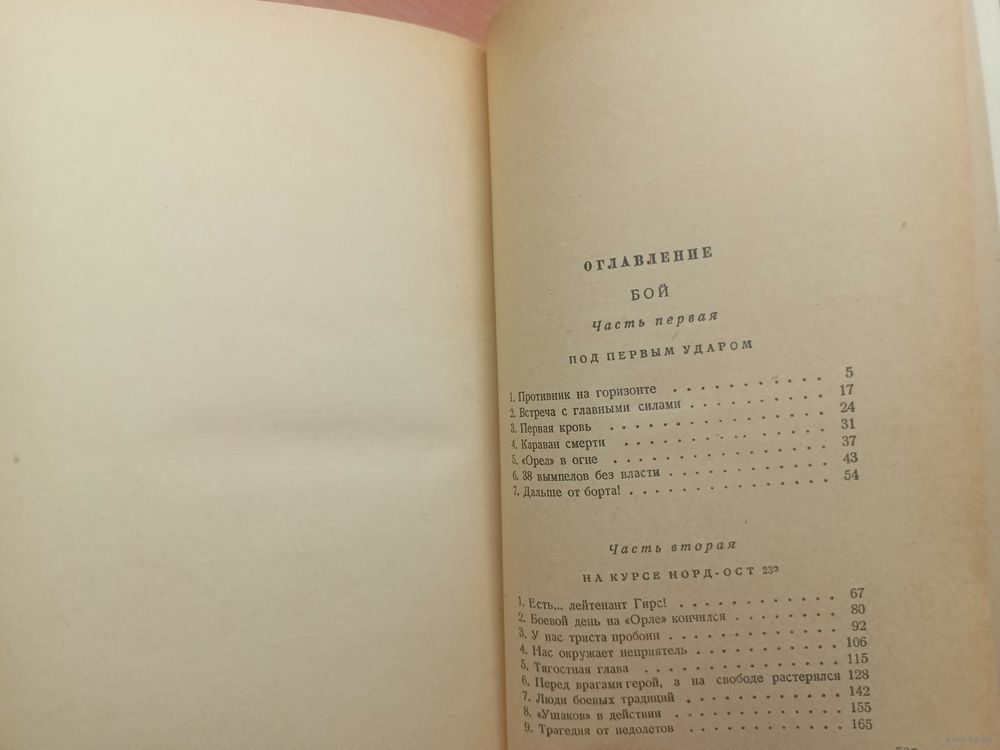 ОГЛАВЛЕНИЕ
БОЙ
Часть первая
ПОД ПЕРВЫМ УДАРОМ
1. Противник на горизонте . . . . . . . . . . . 5
2. Встреча с главными силами . . . . . . . . . . 17
3. Первая кровь . . . . . . . . . . . . . 24
4. Караван смерти . . . . . . . . . . . . . 31
5. «Орел» в огне . . . . . . . . . . . . . 37
6. 38 вымпелов без власти . . . . . . . . . . . 43
7. Дальше от борта! . . . . . . . . . . . . . 54
Часть вторая
НА КУРСЕ НОРД-ОСТ 23°
1. Есть... лейтенант Гирс! . . . . . . . . . . . 67
2. Боевой день на «Орле» кончился . . . . . . . 80
3. У нас триста пробоин . . . . . . . . . . . 92
4. Нас окружает неприятель . . . . . . . . . . 106
5. Тягостная глава . . . . . . . . . . . . . 115
6. Перед врагами герой, а на свободе растерялся 128
7. Люди боевых традиций . . . . . . . . . . . 142
8. «Ушаков» в действии . . . . . . . . . . . 155
9. Трагедия от недолетов . . . . . . . . . . . 165